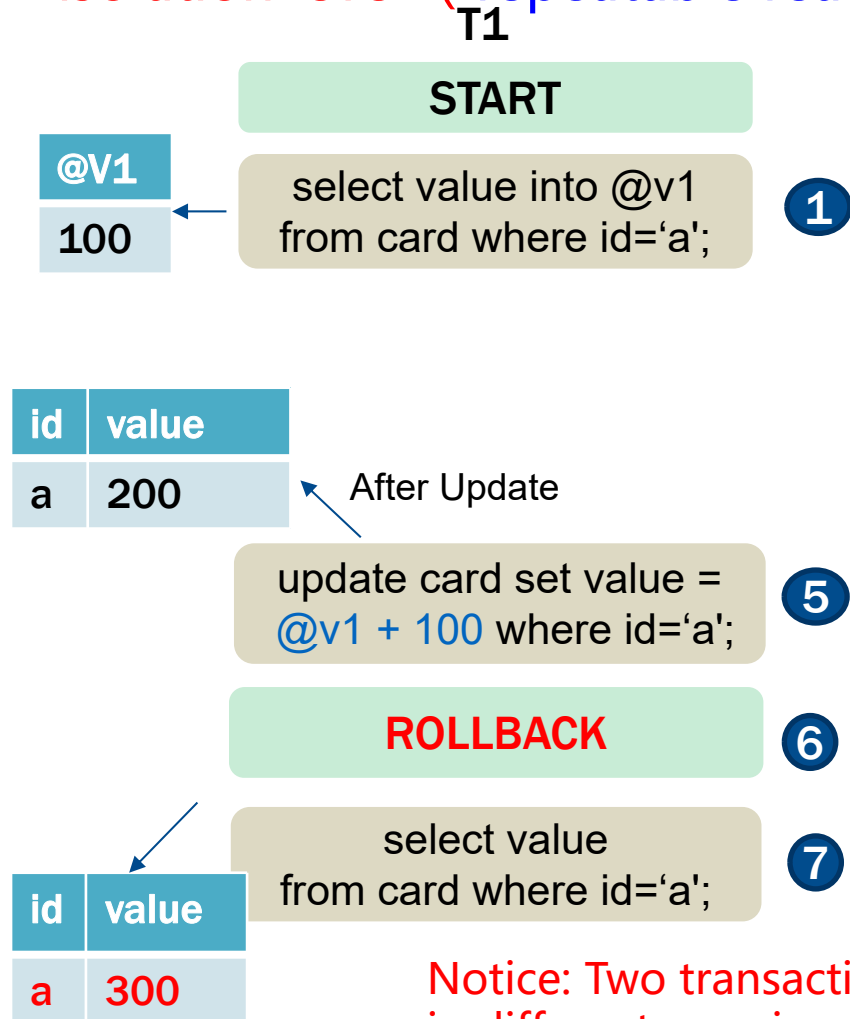 T1
START
@V1
100
select value into @v1
from card where id=‘a';
1
id value
a 200
After Update
update card set value =
@v1 + 100 where id=‘a';
5
ROLLBACK
6
select value
from card where id=‘a';
7
id value
a 300
Notice: Two transacti